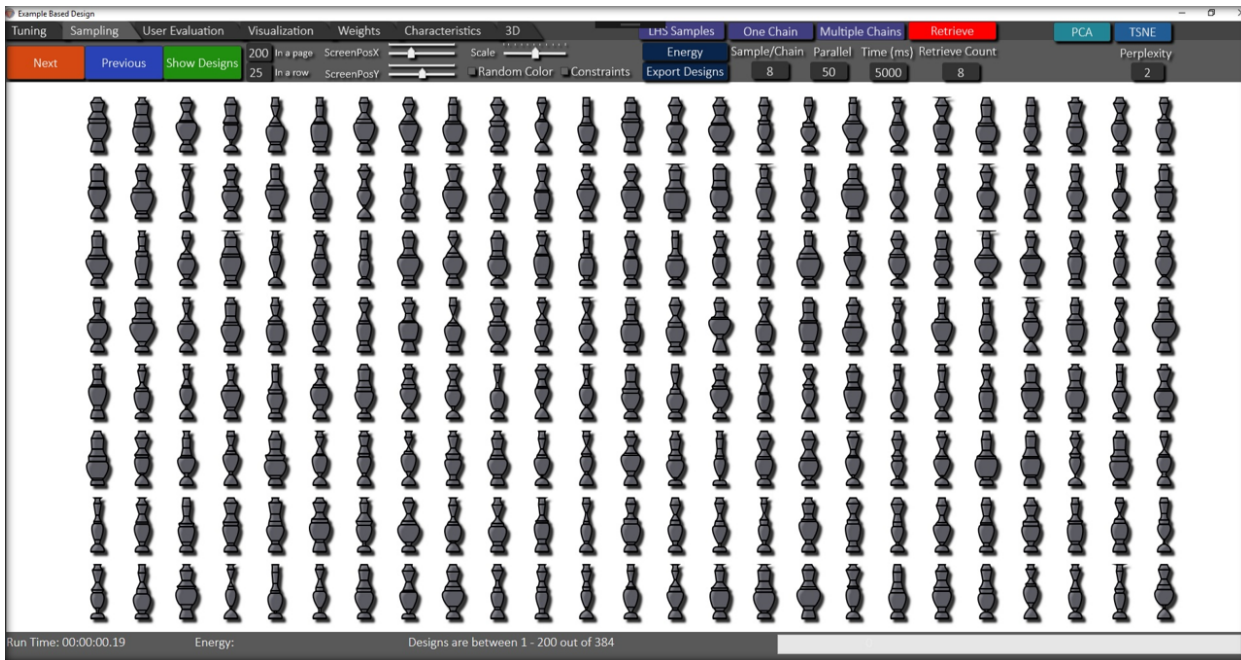 Example Based Design
Tuning Sampling User Evaluation Visualization Weights Characteristics 3D LHS Samples One Chain Multiple Chains Retrieve PCA TSNE
Next Previous Show Designs 200 In a page ScreenPosX Scale Energy Sample/Chain Parallel Time (ms) Retrieve Count Perplexity
25 In a row ScreenPosY Random Color Constraints Export Designs 8 50 5000 8 2
Run Time: 00:00:00.19 Energy: Designs are between 1 - 200 out of 384